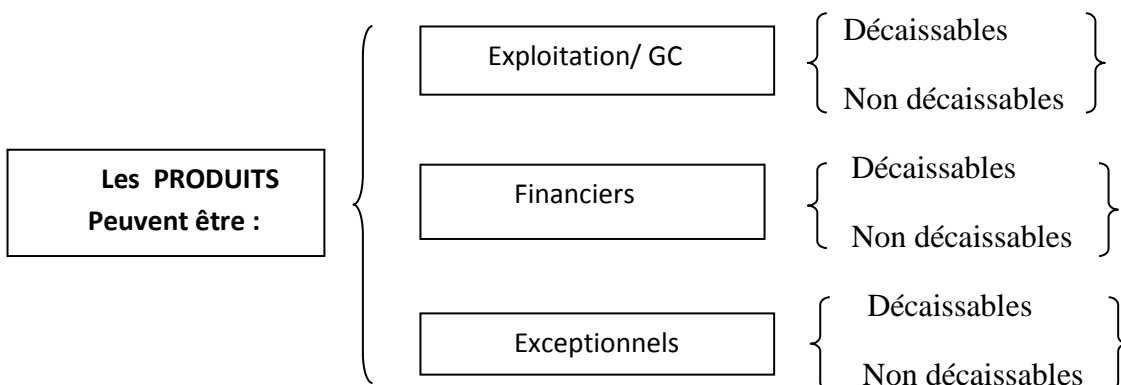 Les PRODUITS
Peuvent être :
Exploitation/ GC
Décaissables
Non décaissables
Financiers
Décaissables
Non décaissables
Exceptionnels
Décaissables
Non décaissables